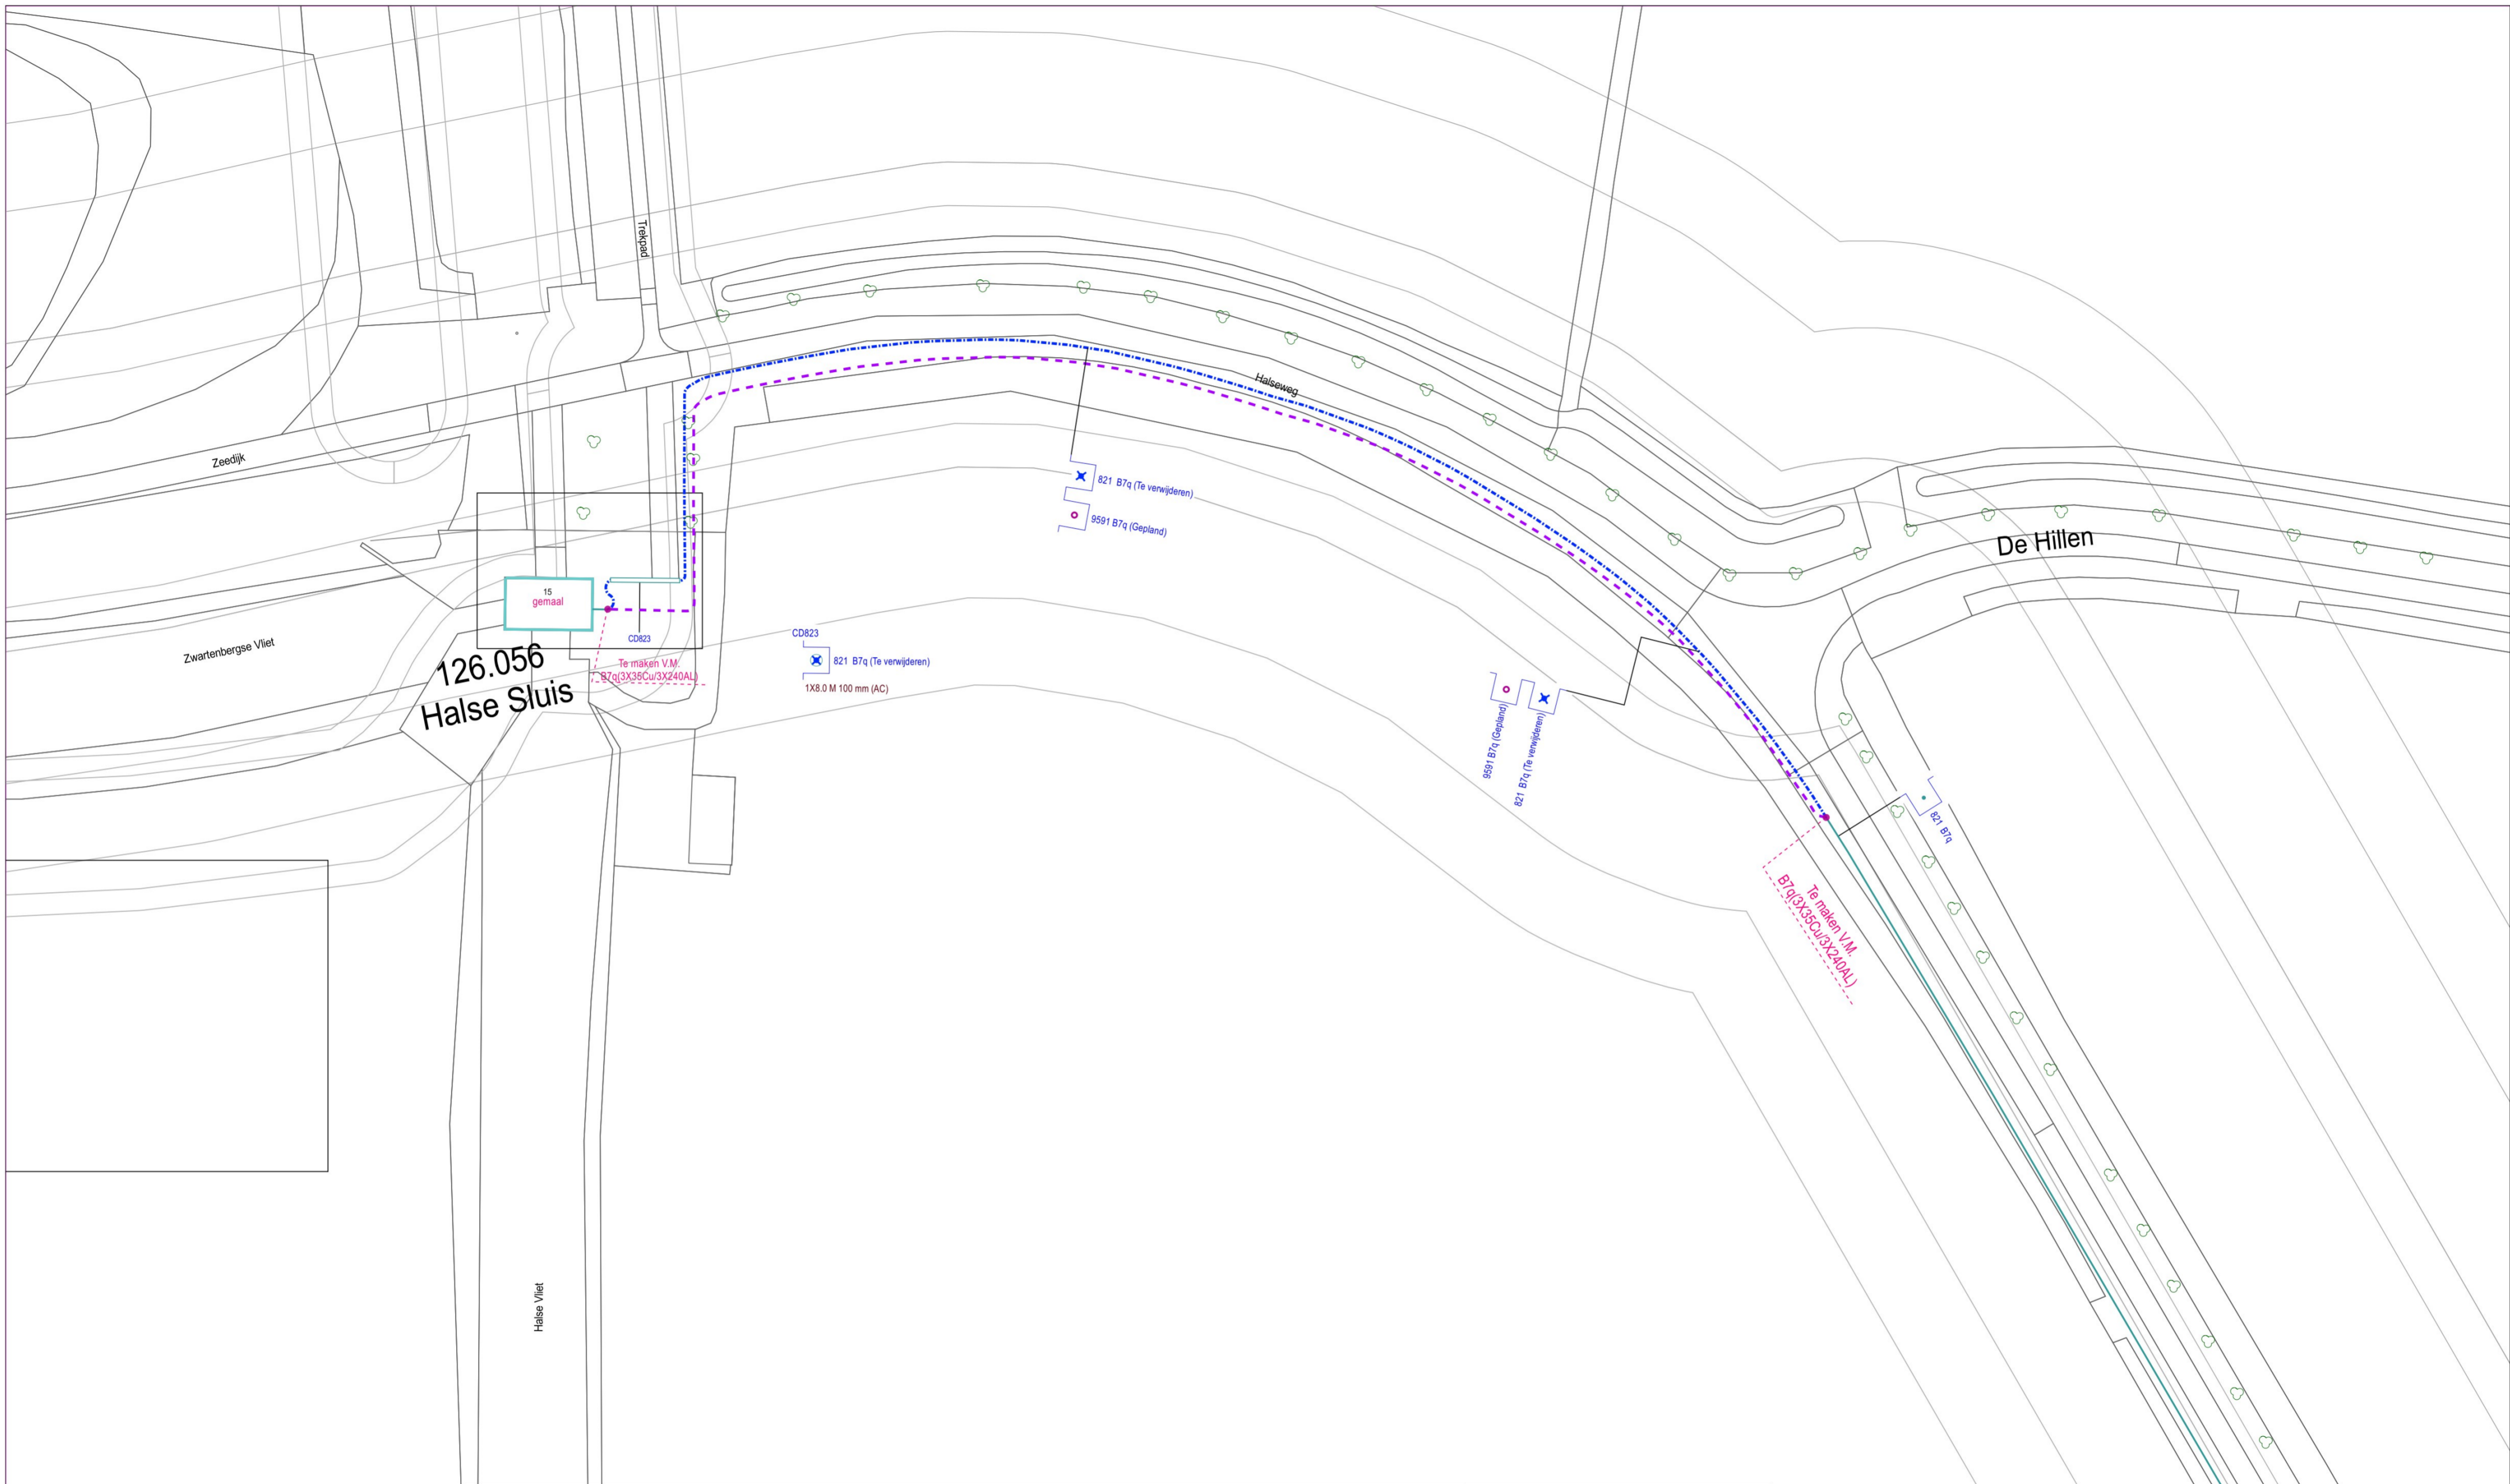 Trekpad
Halseweg
Zeedijk
821 B7q (Te verwijderen)
9591 B7q (Gepland)
De Hillen
15
gemaal
CD823
Zwartenbergse Vliet
126.056
Halse Sluis
Te maken V.M.
B7q(3X35Cu/3X240AL)
CD823
821 B7q (Te verwijderen)
1X8.0 M 100 mm (AC)
9591 B7q (Gepland)
821 B7q (Te verwijderen)
821 B7q
Te maken V.M.
B7q(3X35Cu/3X240AL)
Halse Vliet